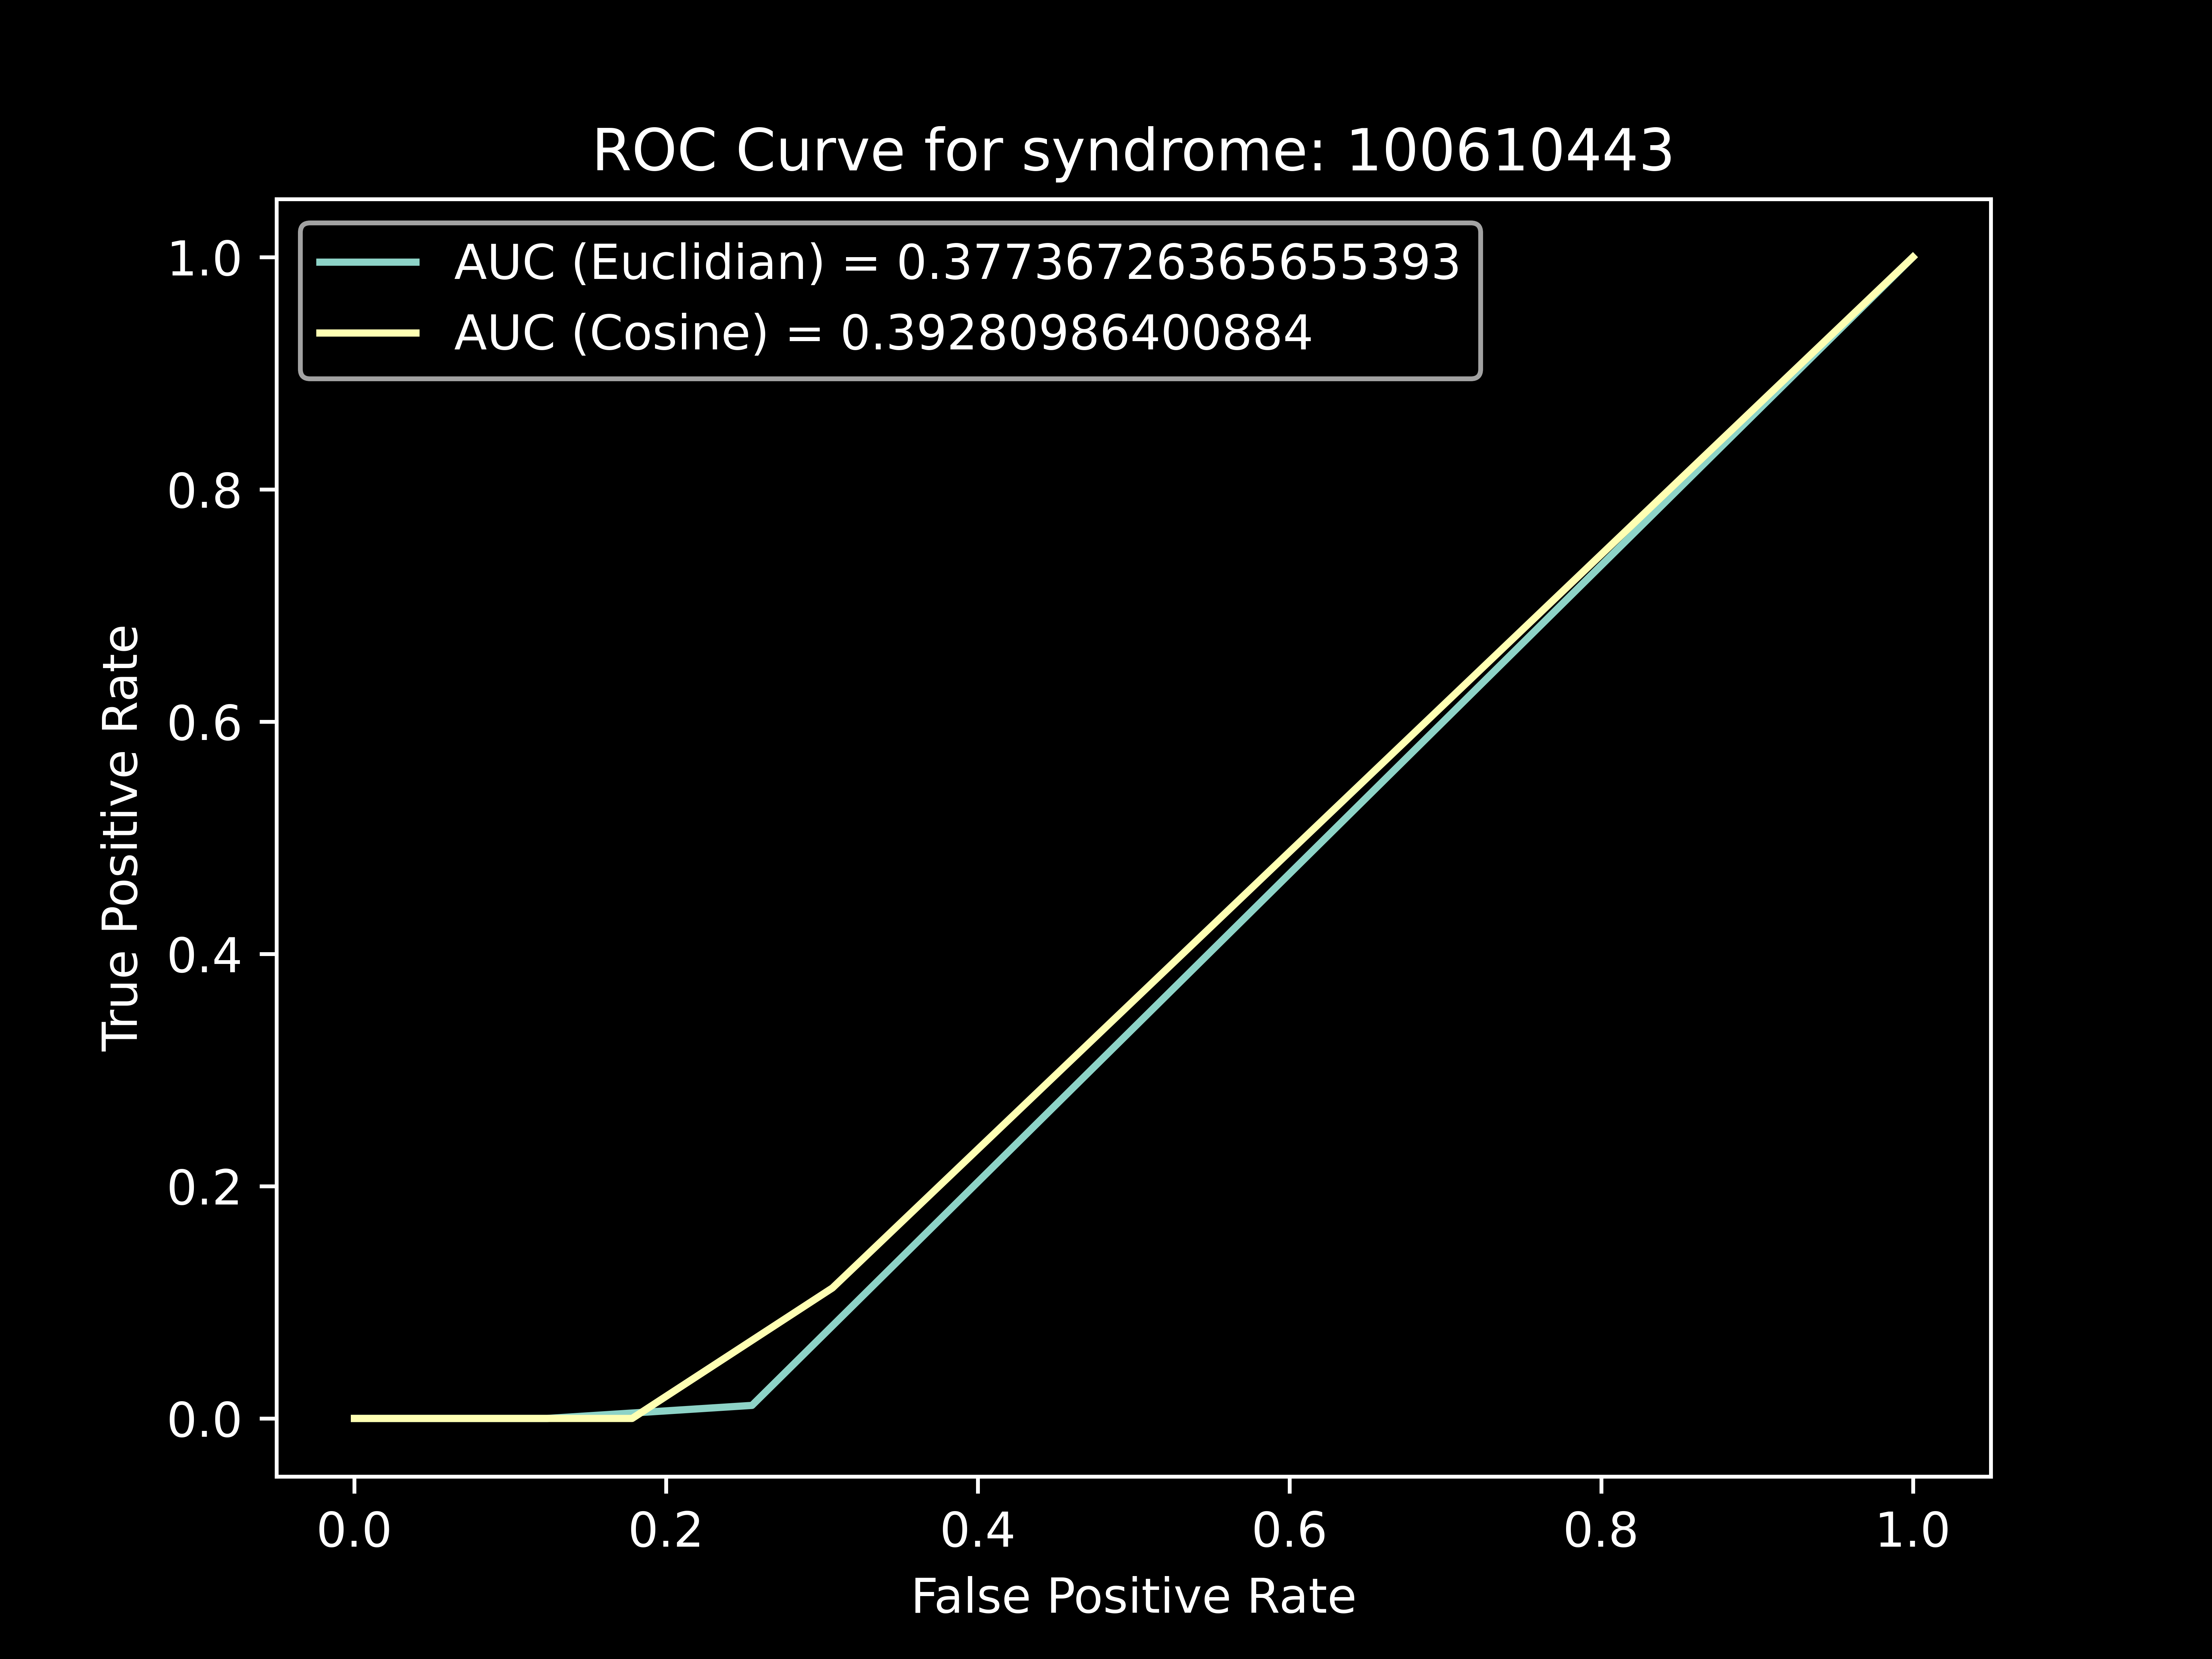 ROC Curve for syndrome: 100610443
AUC (Euclidian) = 0.37736726365655393
AUC (Cosine) = 0.39280986400884
1.0
0.8
0.6
0.4
0.2
0.0
True Positive Rate
0.0 0.2 0.4 0.6 0.8 1.0
False Positive Rate